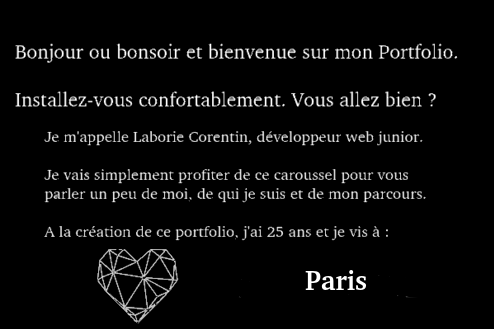 Bonjour ou bonsoir et bienvenue sur mon Portfolio.
Installez-vous confortablement. Vous allez bien ?
Je m'appelle Laborie Corentin, développeur web junior.
Je vais simplement profiter de ce caroussel pour vous
parler un peu de moi, de qui je suis et de mon parcours.
A la création de ce portfolio, j'ai 25 ans et je vis à :
Paris